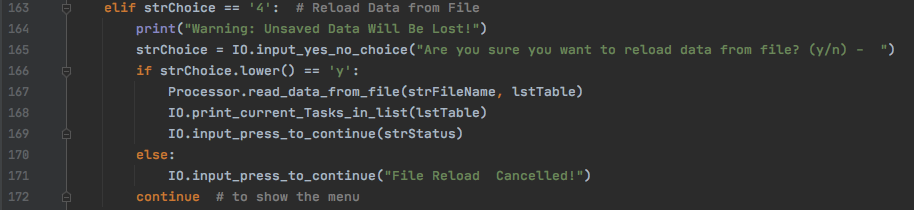 163 elif strChoice == '4':  # Reload Data from File
164 print("Warning: Unsaved Data Will Be Lost!")
165 strChoice = IO.input_yes_no_choice("Are you sure you want to reload data from file? (y/n) -  ")
166 if strChoice.lower() == 'y':
167 Processor.read_data_from_file(strFileName, lstTable)
168 IO.print_current_Tasks_in_list(lstTable)
169 IO.input_press_to_continue(strStatus)
170 else:
171 IO.input_press_to_continue("File Reload  Cancelled!")
172 continue  # to show the menu